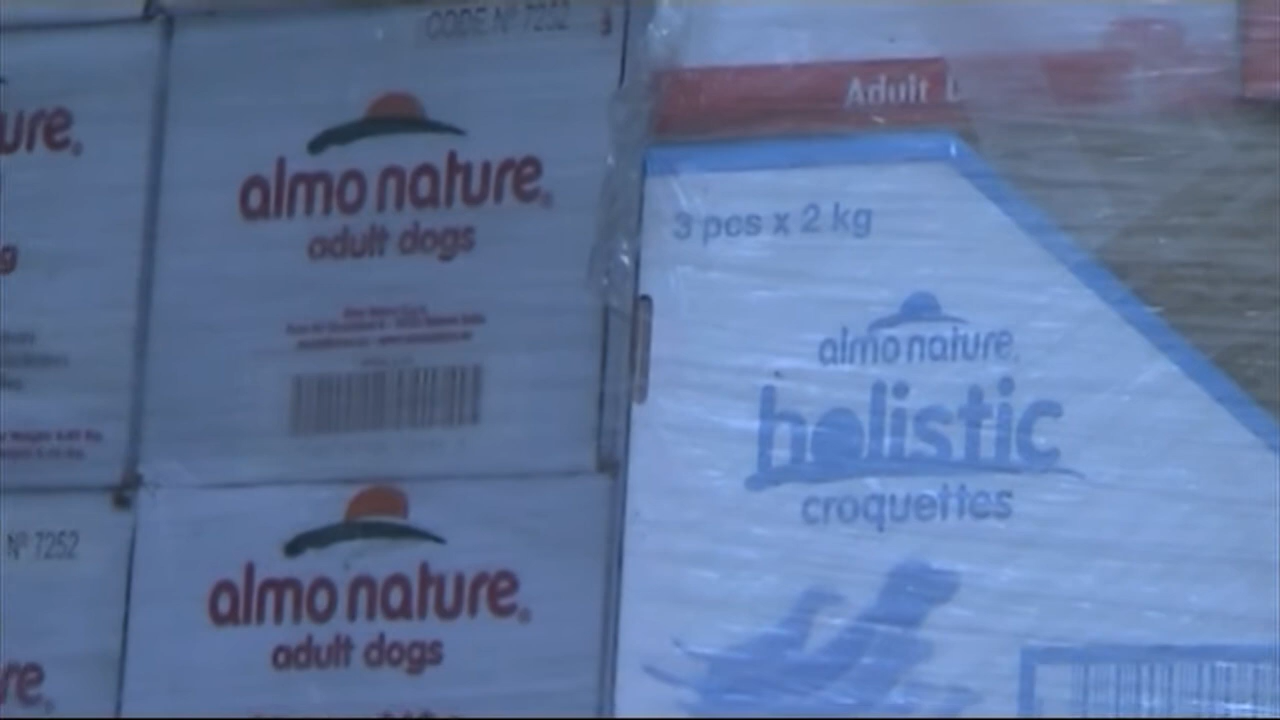 ure.
g
Nº 7252
re.
CODE Nº 7252
almo nature.
adult dogs
almo nature.
adult dogs
Adult
3 pcs x 2 kg
almo nature.
holistic
croquettes